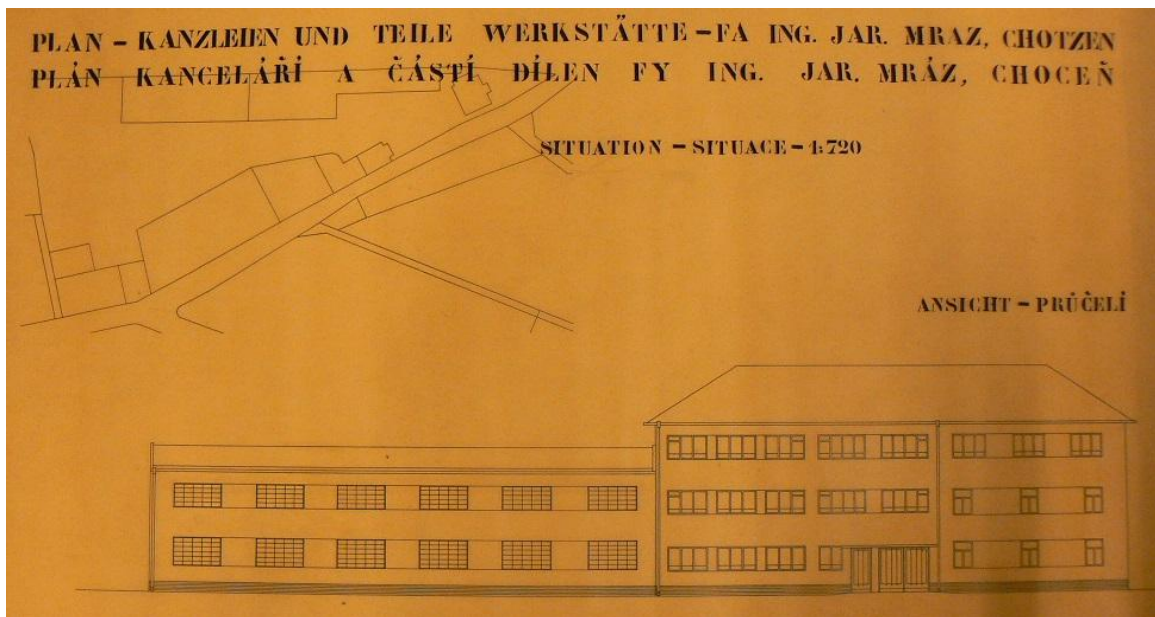 PLAN – KANZLEIEN UND TEILE WERKSTÄTTE – FA ING. JAR. MRAZ, CHOTZEN
PLÁN KANCELÁŘÍ A ČÁSTÍ DÍLEN FY ING. JAR. MRÁZ, CHOCEŇ
SITUATION – SITUACE – 1:720
ANSICHT – PRŮČELÍ